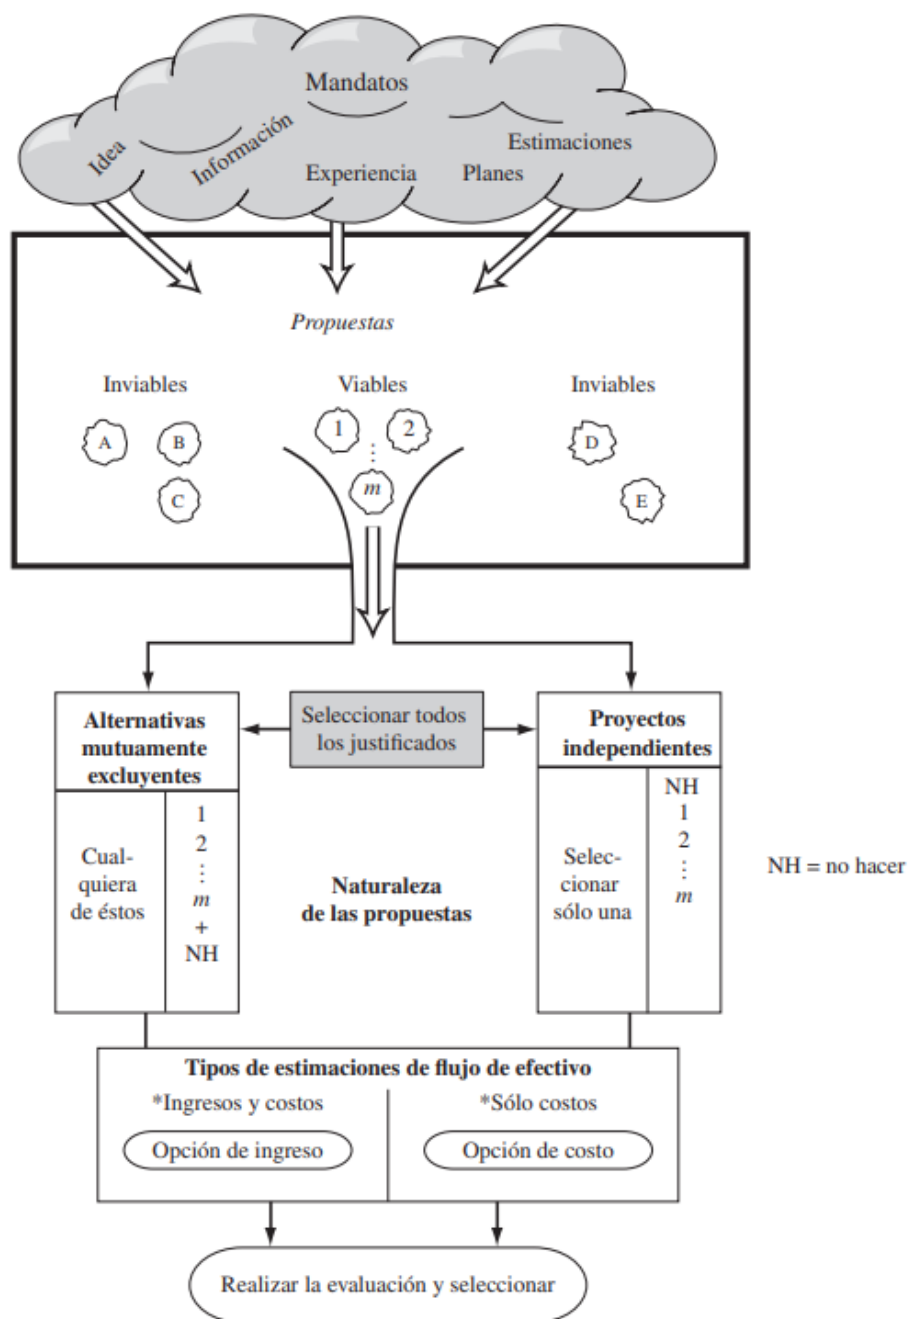 Mandatos
Idea
Información
Estimaciones
Experiencia
Planes
Propuestas
Inviables
Viables
Inviables
A
B
C
1
2
⋮
m
D
E
Alternativas
mutuamente
excluyentes
Cual-
quiera
de éstos
1
2
⋮
m
+
NH
Seleccionar todos
los justificados
Naturaleza
de las propuestas
Proyectos
independientes
Selec-
cionar
sólo una
NH
1
2
⋮
m
NH = no hacer
Tipos de estimaciones de flujo de efectivo
*Ingresos y costos
Opción de ingreso
*Sólo costos
Opción de costo
Realizar la evaluación y seleccionar